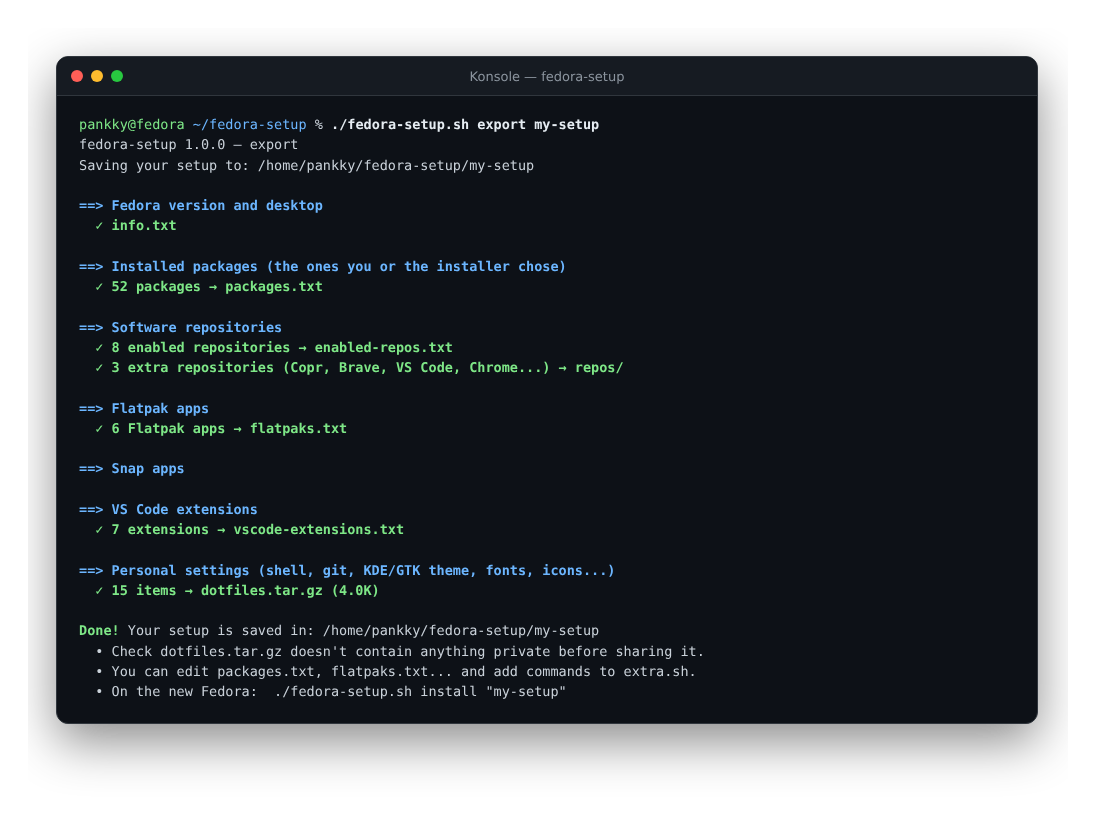 Konsole — fedora-setup
pankky@fedora ~/fedora-setup % ./fedora-setup.sh export my-setup
fedora-setup 1.0.0 — export
Saving your setup to: /home/pankky/fedora-setup/my-setup
==> Fedora version and desktop
✓ info.txt
==> Installed packages (the ones you or the installer chose)
✓ 52 packages → packages.txt
==> Software repositories
✓ 8 enabled repositories → enabled-repos.txt
✓ 3 extra repositories (Copr, Brave, VS Code, Chrome...) → repos/
==> Flatpak apps
✓ 6 Flatpak apps → flatpaks.txt
==> Snap apps
==> VS Code extensions
✓ 7 extensions → vscode-extensions.txt
==> Personal settings (shell, git, KDE/GTK theme, fonts, icons...)
✓ 15 items → dotfiles.tar.gz (4.0K)
Done! Your setup is saved in: /home/pankky/fedora-setup/my-setup
• Check dotfiles.tar.gz doesn't contain anything private before sharing it.
• You can edit packages.txt, flatpaks.txt... and add commands to extra.sh.
• On the new Fedora:  ./fedora-setup.sh install "my-setup"